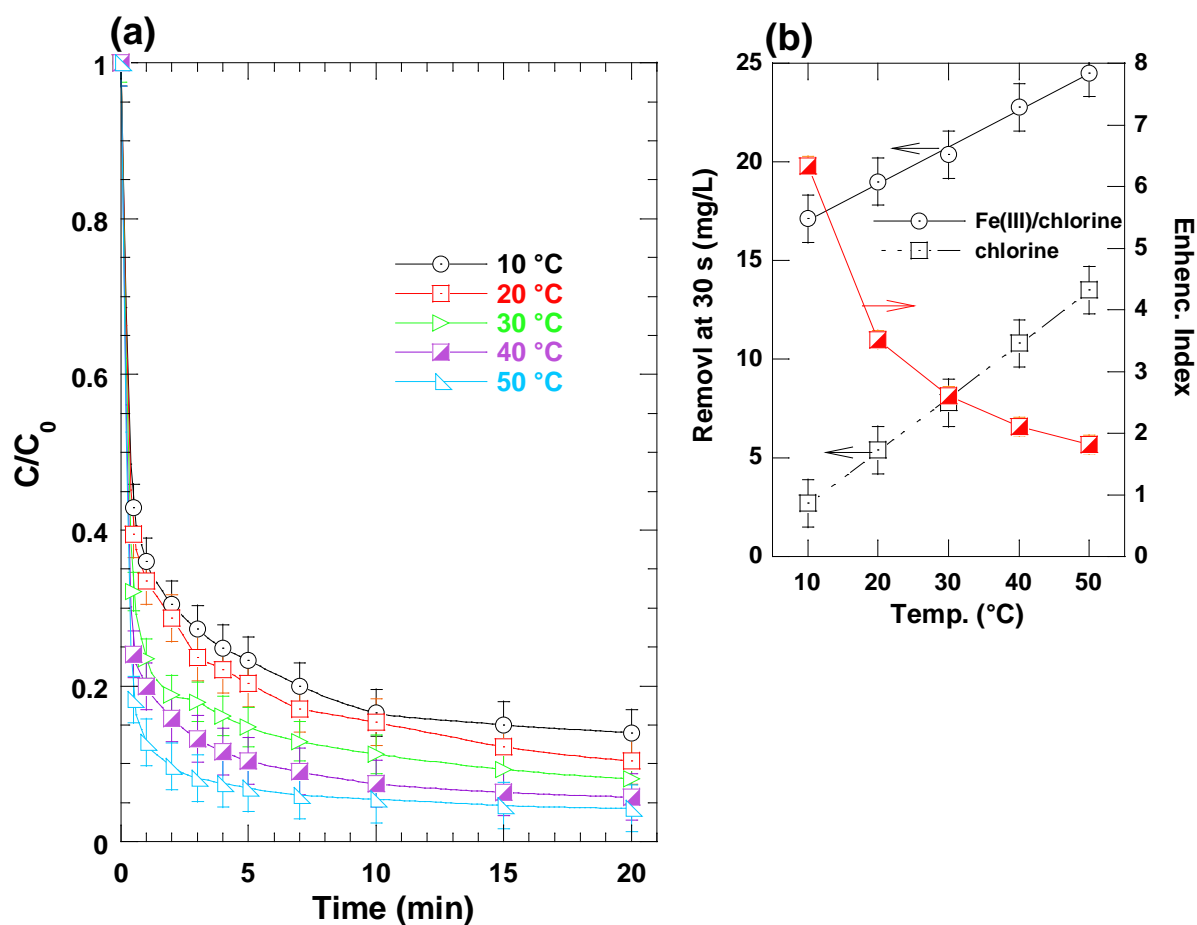 (a)
1
0.8
0.6
0.4
0.2
0
C/C0
0
5
10
15
20
Time (min)
10 °C
20 °C
30 °C
40 °C
50 °C
(b)
25
20
15
10
5
0
Removl at 30 s (mg/L)
8
7
6
5
4
3
2
1
0
Enhenc. Index
Fe(III)/chlorine
chlorine
10
20
30
40
50
Temp. (°C)